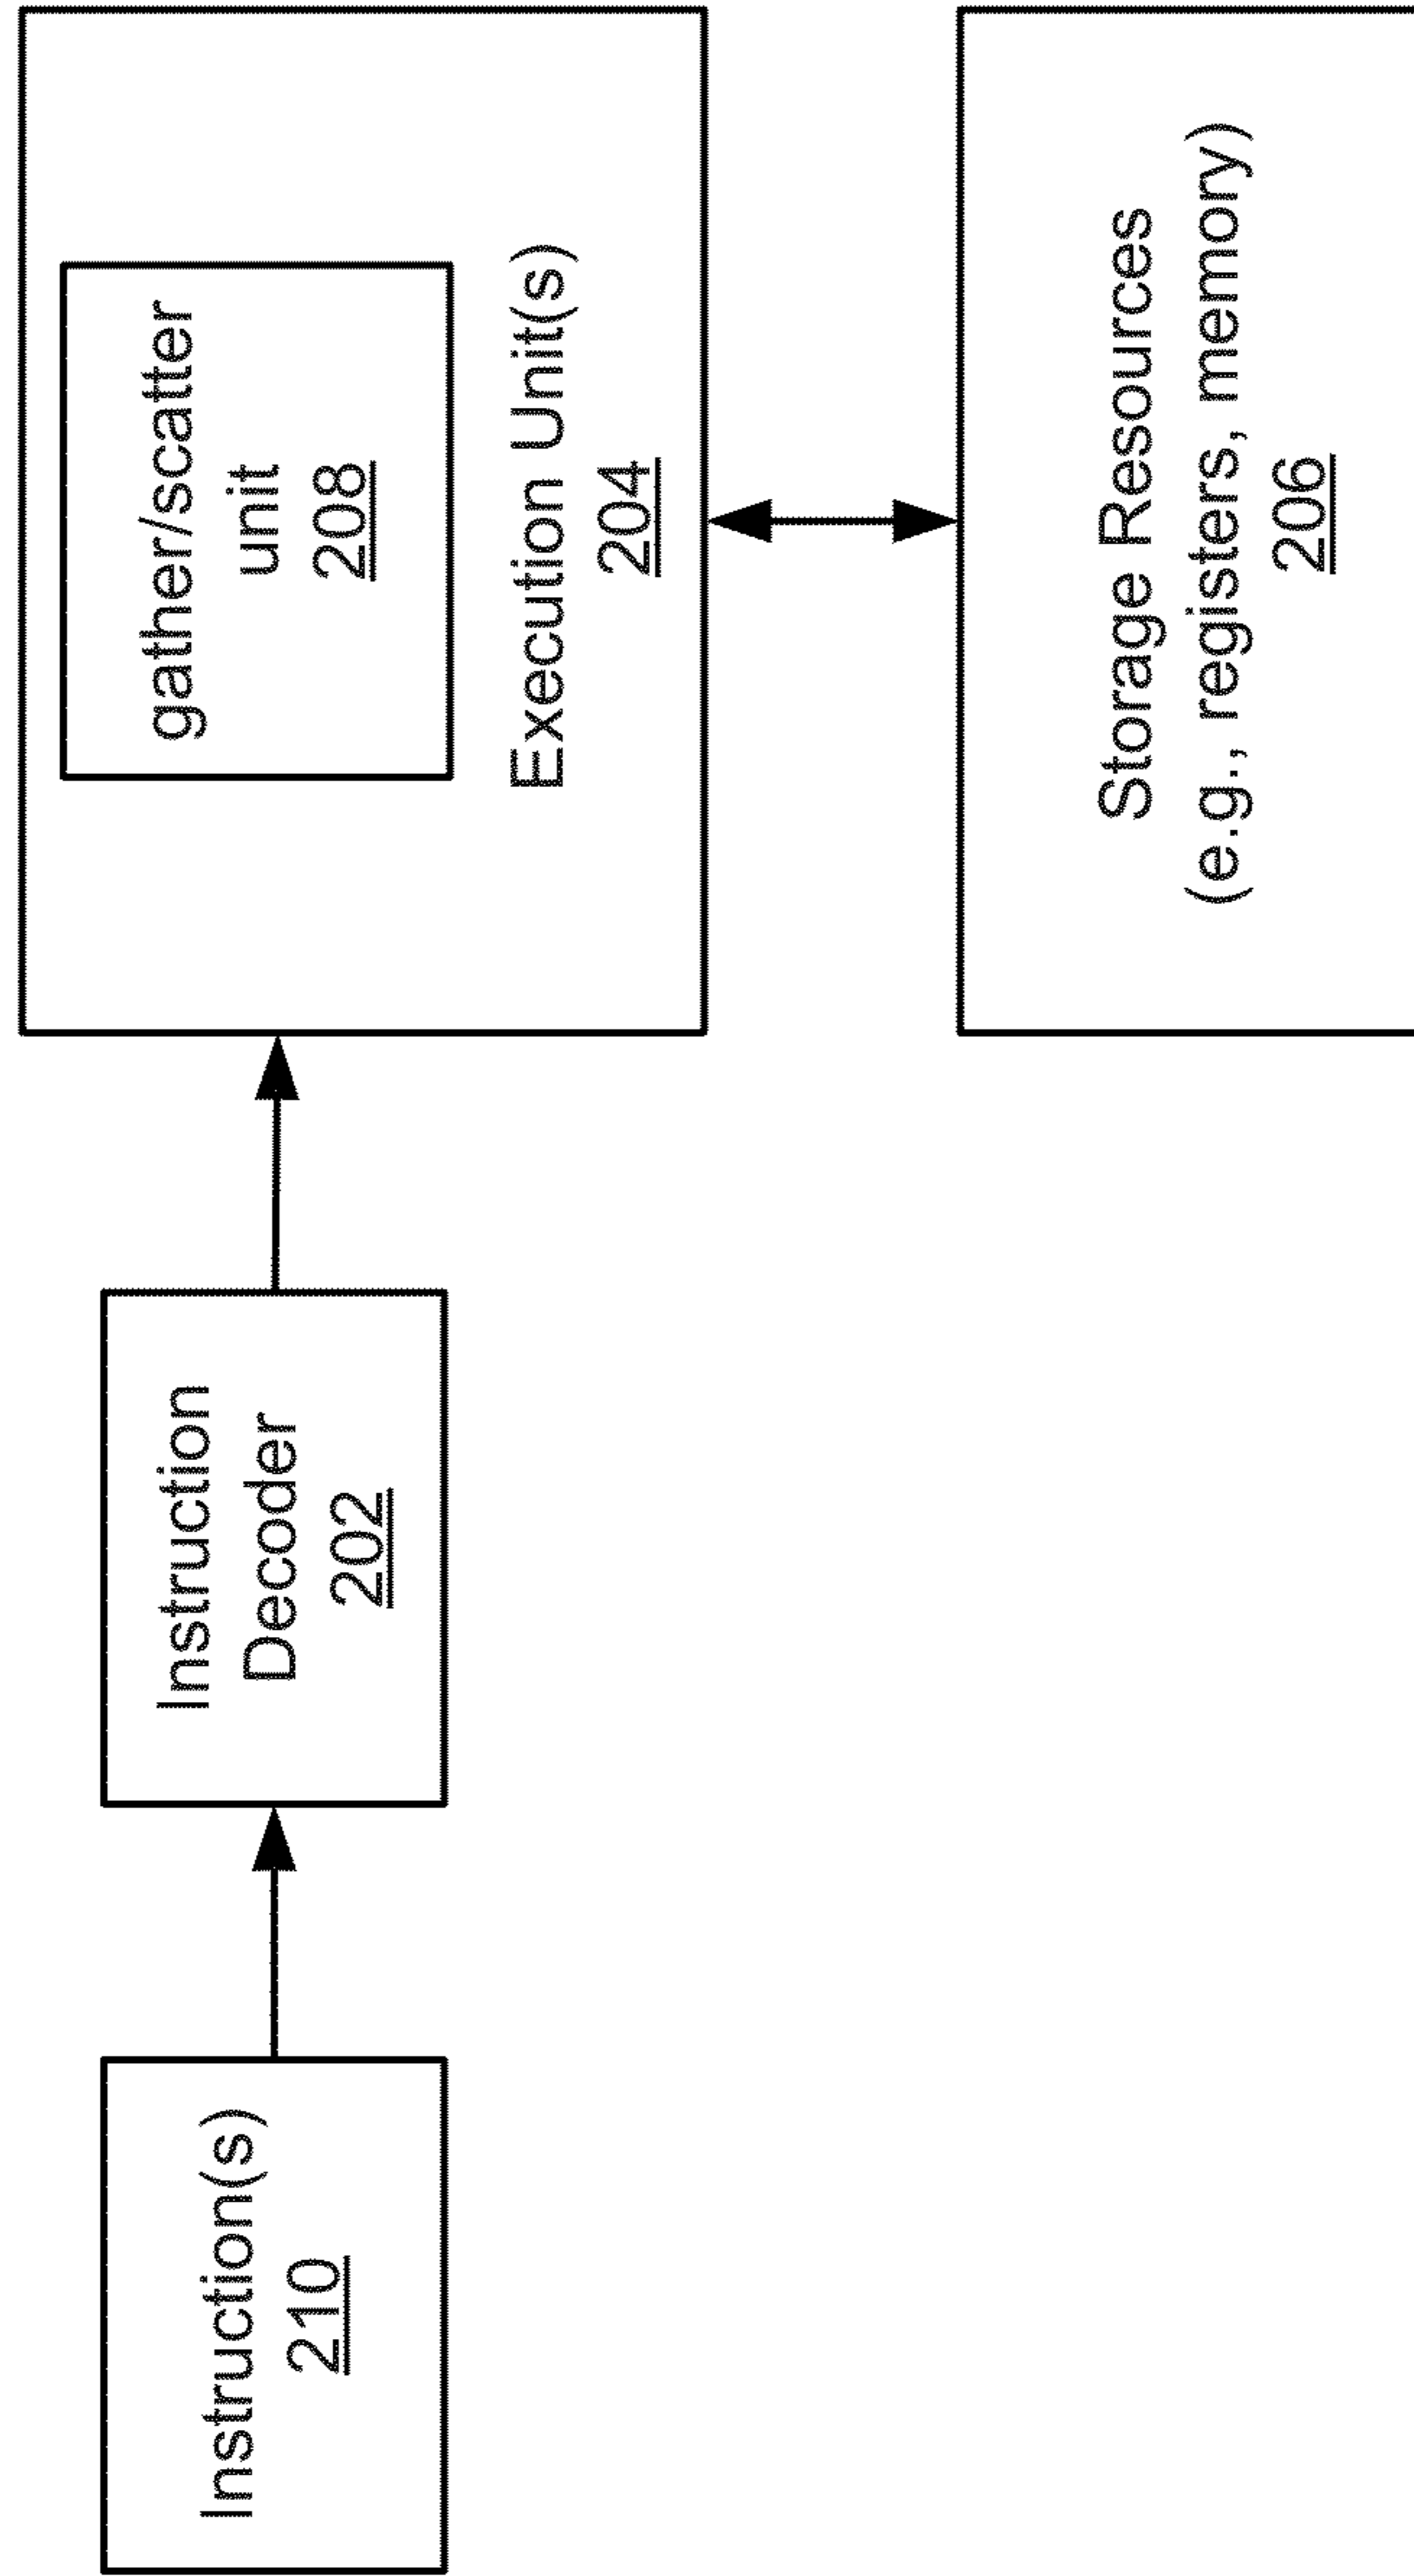 Instruction(s)
210
Instruction
Decoder
202
gather/scatter
unit
208
Execution Unit(s)
204
Storage Resources
(e.g., registers, memory)
206